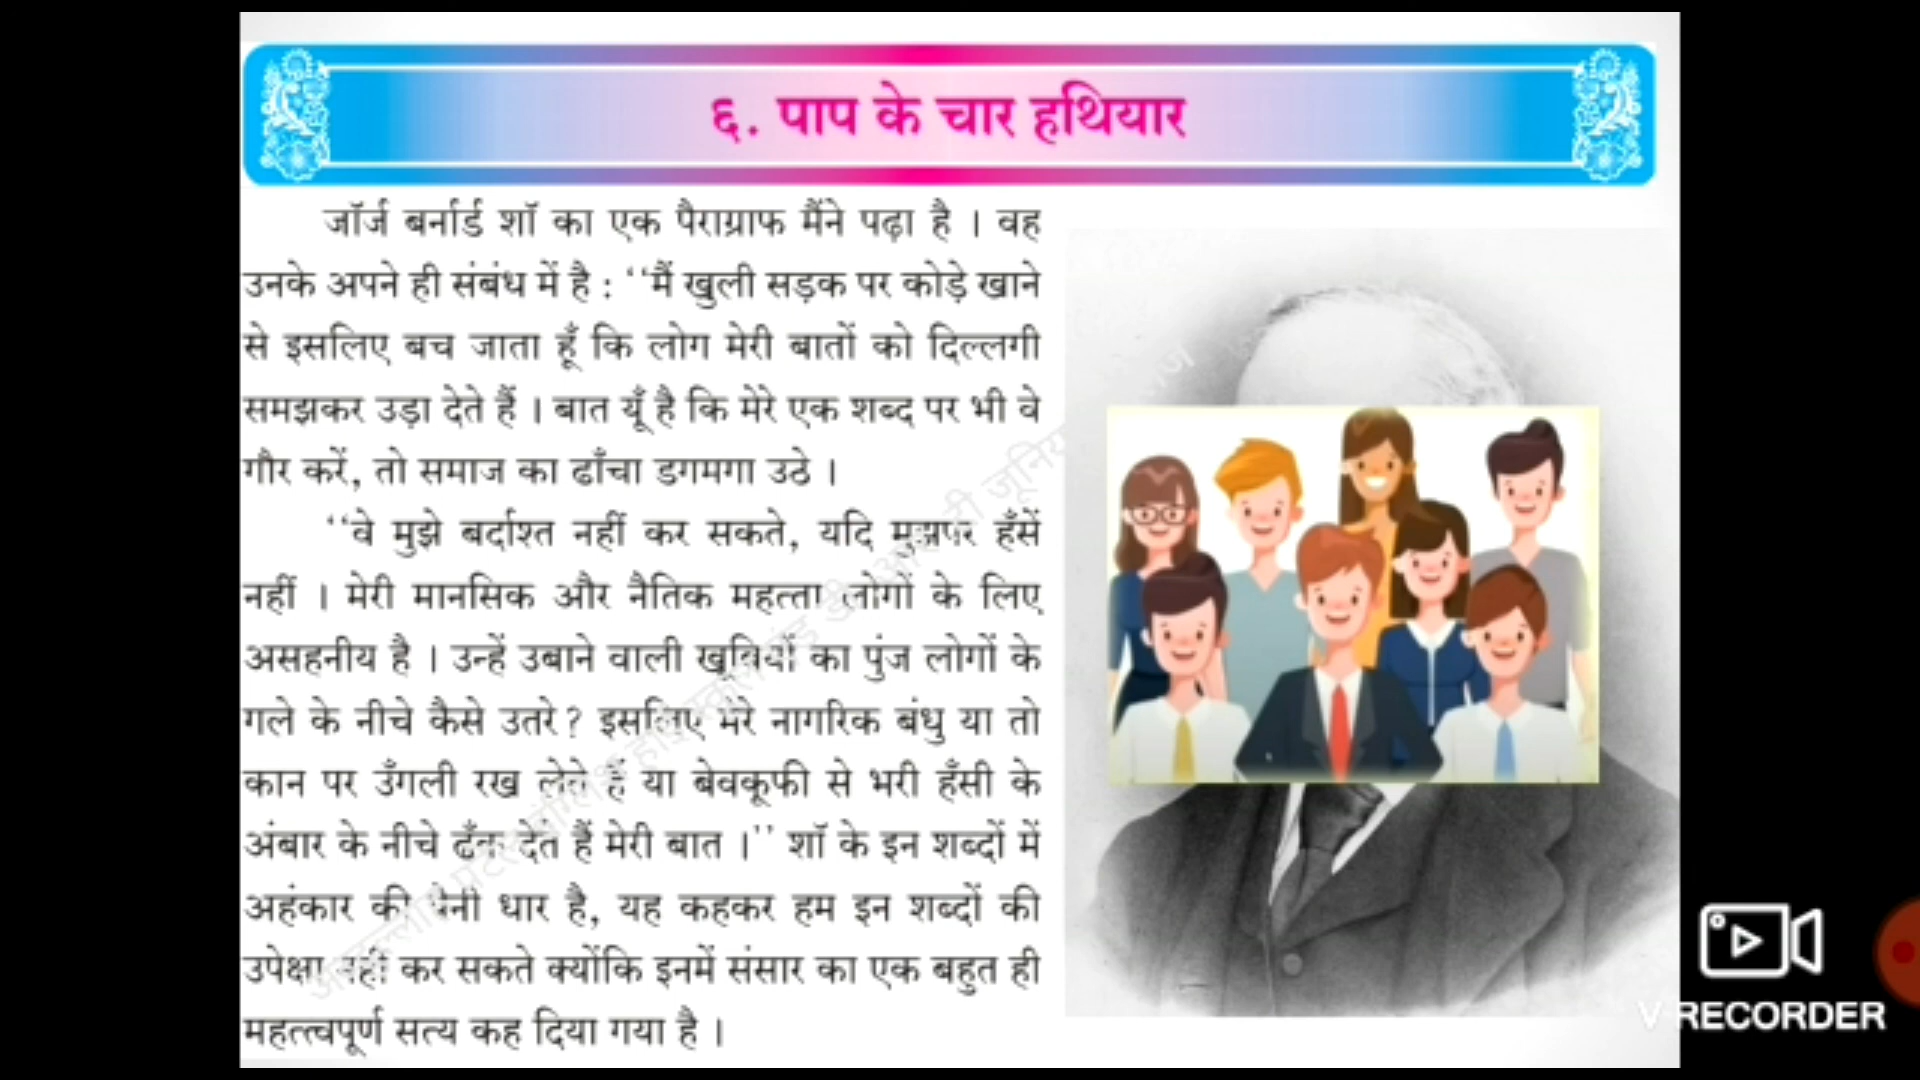 ६. पाप के चार हथियार
जॉर्ज बर्नार्ड शॉ का एक पैराग्राफ मैंने पढ़ा है । वह
उनके अपने ही संबंध में है : ‘‘मैं खुली सड़क पर कोड़े खाने
से इसलिए बच जाता हूँ कि लोग मेरी बातों को दिल्लगी
समझकर उड़ा देते हैं । बात यूँ है कि मेरे एक शब्द पर भी वे
गौर करें, तो समाज का ढाँचा डगमगा उठे ।
‘‘वे मुझे बर्दाश्त नहीं कर सकते, यदि मुझपर हँसें
नहीं । मेरी मानसिक और नैतिक महत्ता लोगों के लिए
असहनीय है । उन्हें उबाने वाली खूबियों का पुंज लोगों के
गले के नीचे कैसे उतरे? इसलिए मेरे नागरिक बंधु या तो
कान पर उँगली रख लेते हैं या बेवकूफी से भरी हँसी के
अंबार के नीचे ढँक देते हैं मेरी बात ।’’ शॉ के इन शब्दों में
अहंकार की पैनी धार है, यह कहकर हम इन शब्दों की
उपेक्षा नहीं कर सकते क्योंकि इनमें संसार का एक बहुत ही
महत्त्वपूर्ण सत्य कह दिया गया है ।
V RECORDER